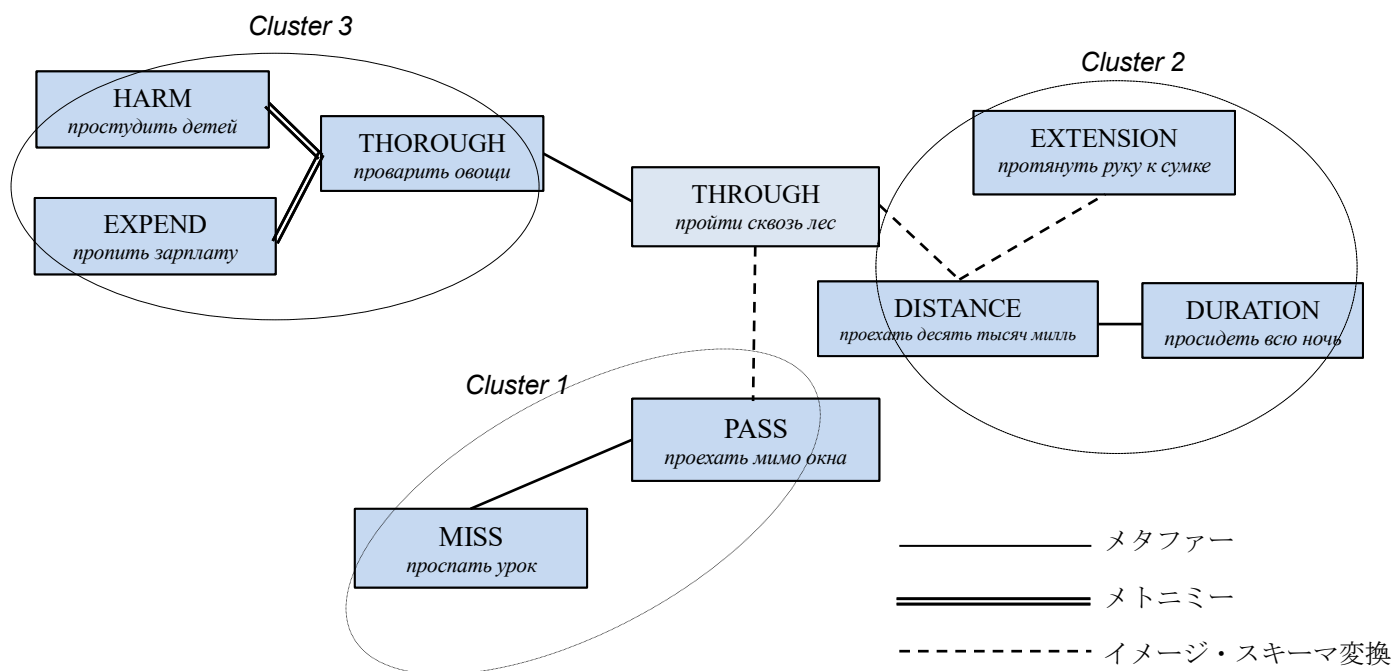 Cluster 3
HARM
простудить детей
THOROUGH
проварить овощи
EXPEND
пропить зарплату
THROUGH
пройти сквозь лес
Cluster 2
EXTENSION
протянуть руку к сумке
DISTANCE
проехать десять тысяч милль
DURATION
просидеть всю ночь
Cluster 1
PASS
проехать мимо окна
MISS
проспать урок
メタファー
メトニミー
イメージ・スキーマ変換